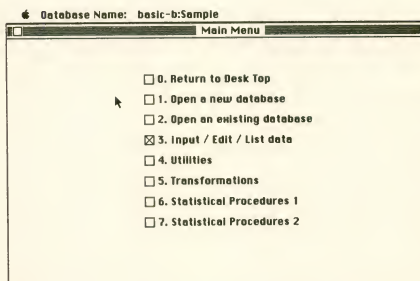 Database Name: basic-b:Sample
Main Menu
0. Return to Desk Top
1. Open a new database
2. Open an existing database
3. Input / Edit / List data
4. Utilities
5. Transformations
6. Statistical Procedures 1
7. Statistical Procedures 2